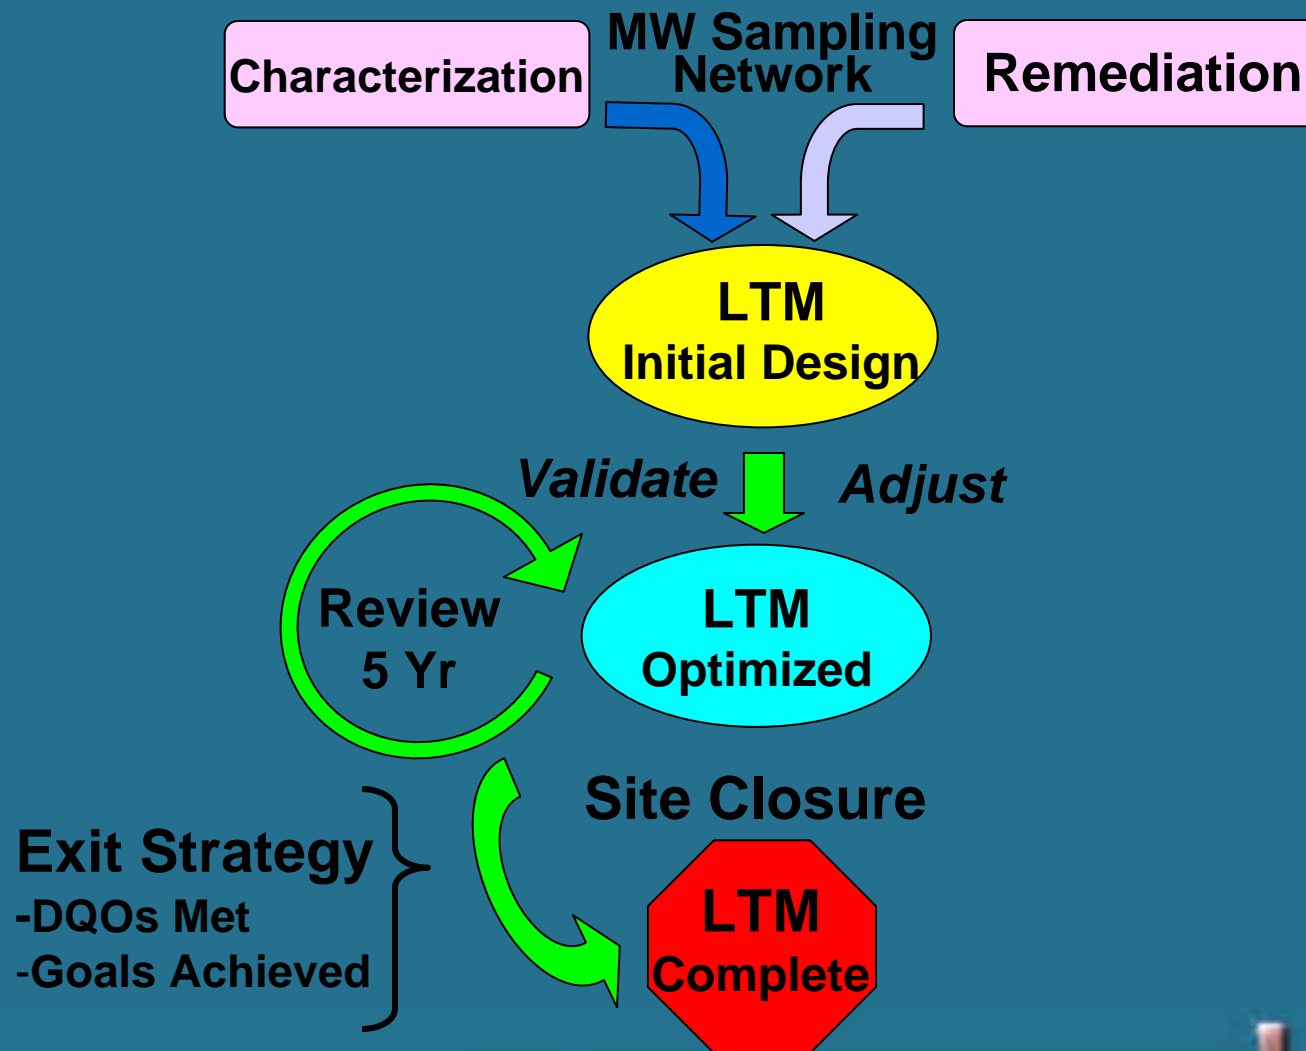 MW Sampling
Network
Characterization
Remediation
LTM
Initial Design
Validate
Adjust
Review
5 Yr
LTM
Optimized
Site Closure
Exit Strategy
-DQOs Met
-Goals Achieved
LTM
Complete